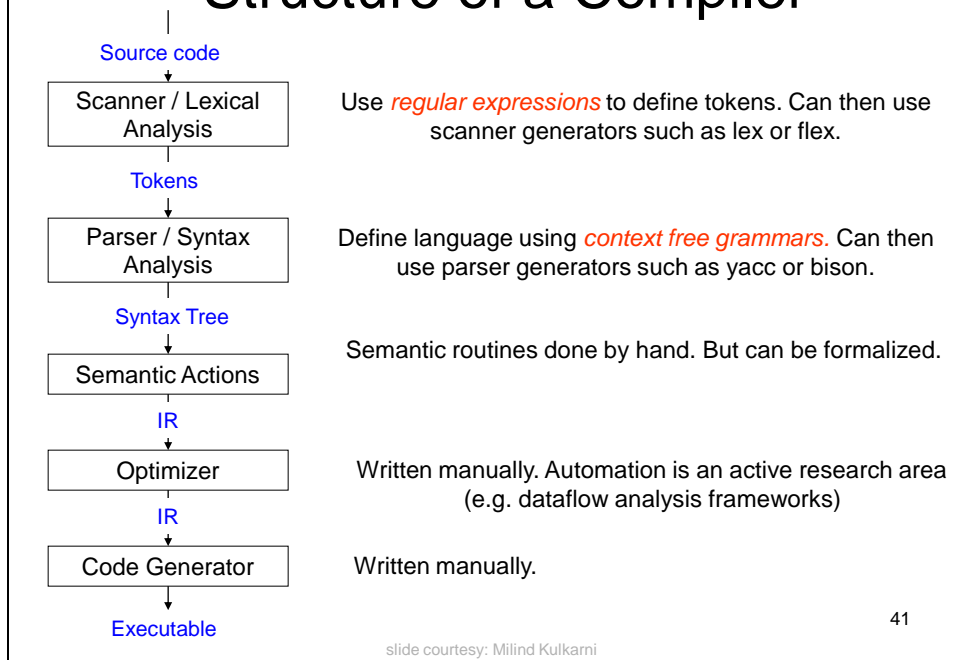 Structure of a Compiler
Source code
Scanner / Lexical
Analysis
Use regular expressions to define tokens. Can then use
scanner generators such as lex or flex.
Tokens
Parser / Syntax
Analysis
Define language using context free grammars. Can then
use parser generators such as yacc or bison.
Syntax Tree
Semantic Actions
Semantic routines done by hand. But can be formalized.
IR
Optimizer
Written manually. Automation is an active research area
(e.g. dataflow analysis frameworks)
IR
Code Generator
Written manually.
Executable
41
slide courtesy: Milind Kulkarni